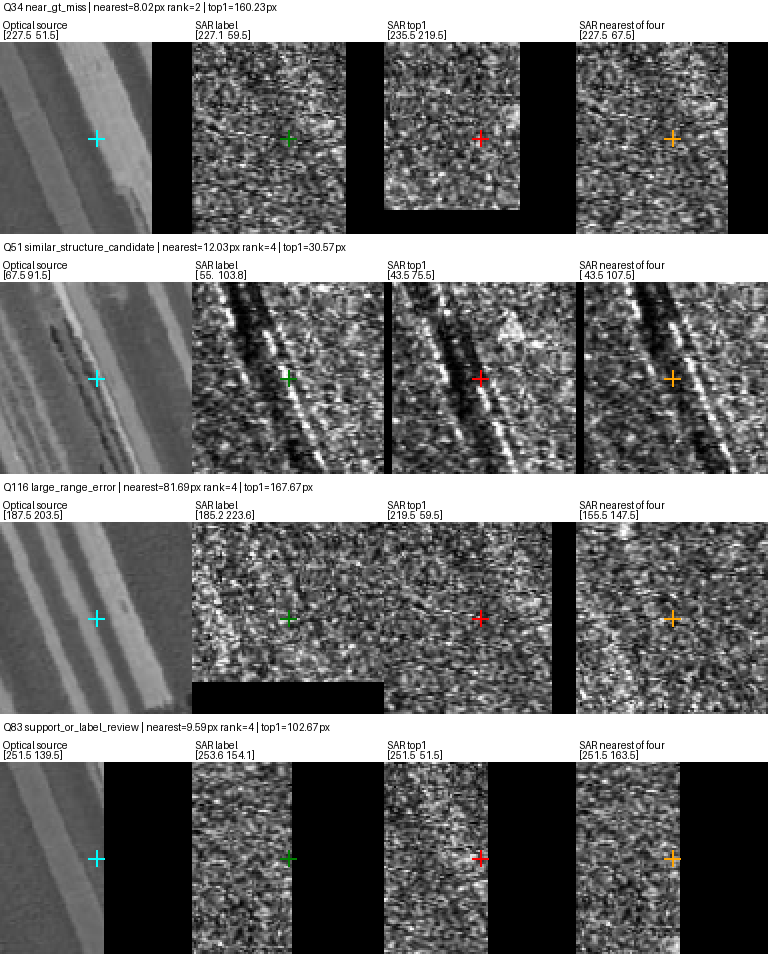 Q34 near_gt_miss | nearest=8.02px rank=2 | top1=160.23px
Optical source SAR label SAR top1 SAR nearest of four
[227.5 51.5] [227.1 59.5] [235.5 219.5] [227.5 67.5]
Q51 similar_structure_candidate | nearest=12.03px rank=4 | top1=30.57px
Optical source SAR label SAR top1 SAR nearest of four
[67.5 91.5] [ 55. 103.8] [43.5 75.5] [ 43.5 107.5]
Q116 large_range_error | nearest=81.69px rank=4 | top1=167.67px
Optical source SAR label SAR top1 SAR nearest of four
[187.5 203.5] [185.2 223.6] [219.5 59.5] [155.5 147.5]
Q83 support_or_label_review | nearest=9.59px rank=4 | top1=102.67px
Optical source SAR label SAR top1 SAR nearest of four
[251.5 139.5] [253.6 154.1] [251.5 51.5] [251.5 163.5]